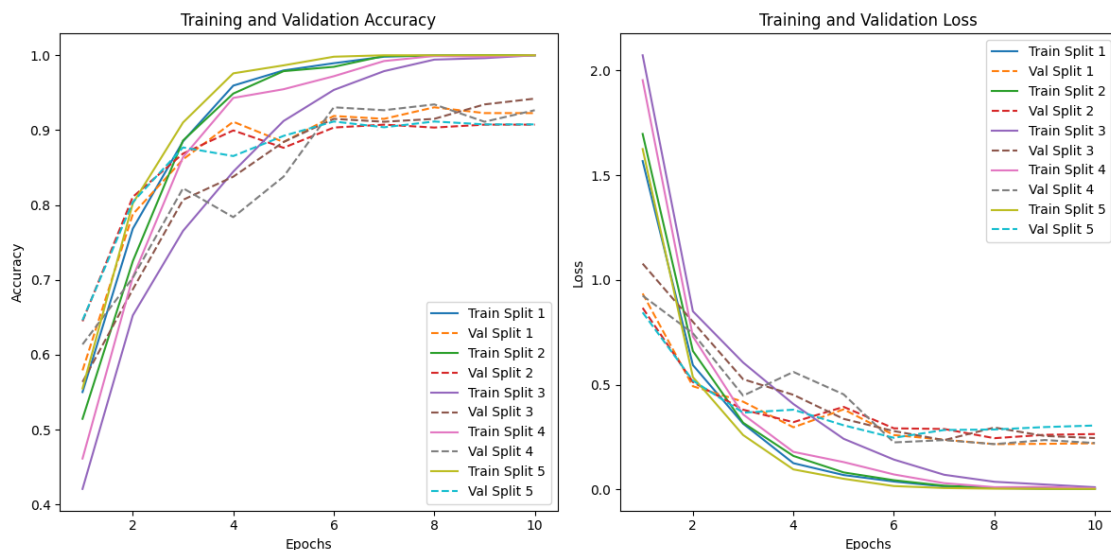 Training and Validation Accuracy
Accuracy
1.0
0.9
0.8
0.7
0.6
0.5
0.4
2 4 6 8 10
Epochs
Train Split 1
Val Split 1
Train Split 2
Val Split 2
Train Split 3
Val Split 3
Train Split 4
Val Split 4
Train Split 5
Val Split 5
Training and Validation Loss
Loss
2.0
1.5
1.0
0.5
0.0
2 4 6 8 10
Epochs
Train Split 1
Val Split 1
Train Split 2
Val Split 2
Train Split 3
Val Split 3
Train Split 4
Val Split 4
Train Split 5
Val Split 5